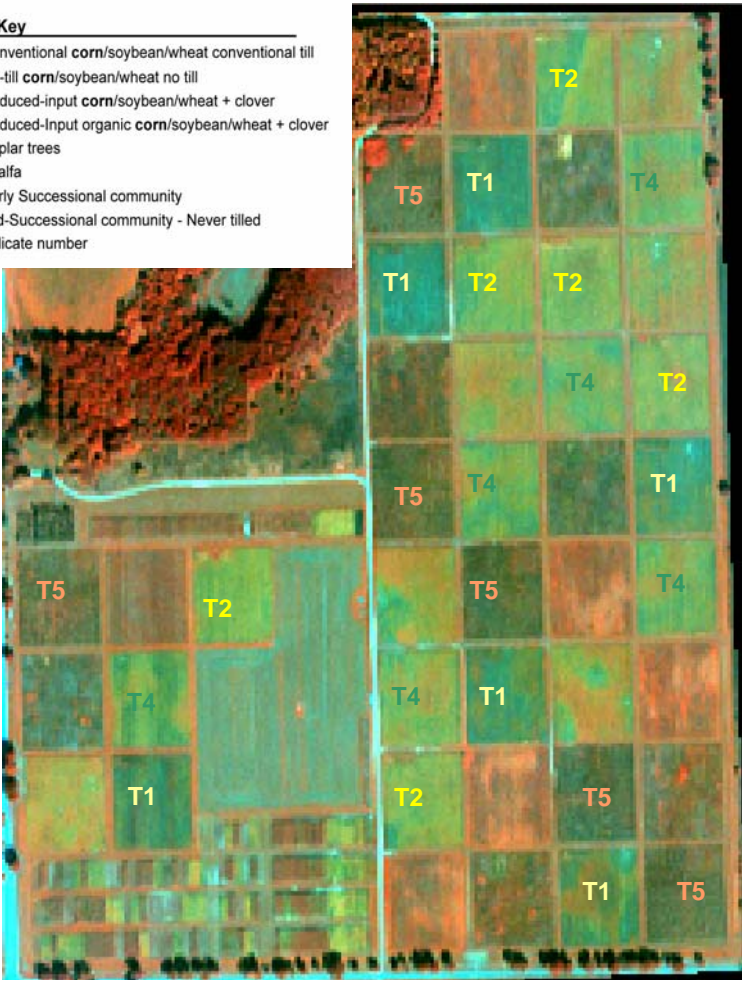 Key
nventional corn/soybean/wheat conventional till
-till corn/soybean/wheat no till
duced-input corn/soybean/wheat + clover
duced-Input organic corn/soybean/wheat + clover
plar trees
alfa
rly Successional community
d-Successional community - Never tilled
licate number
T2
T5 T1 T4
T1 T2 T2
T4 T2
T5 T4 T1
T5 T2 T5 T4
T4 T4 T1
T1 T2 T5
T1 T5